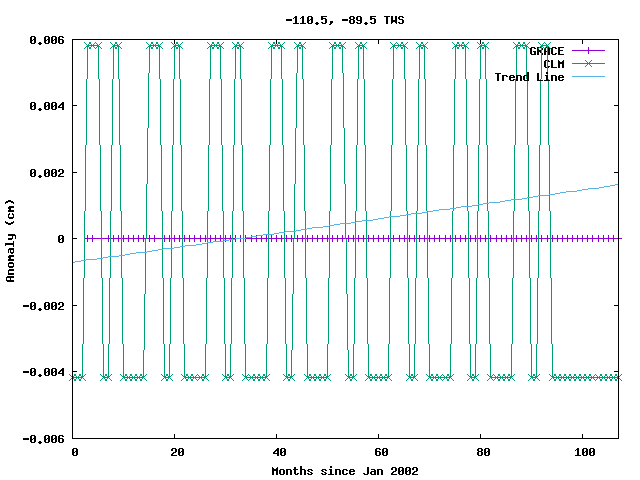 -110.5, -89.5 TWS
GRACE
CLM
Trend Line
0.006
0.004
0.002
0
-0.002
-0.004
-0.006
Anomaly (cm)
0 20 40 60 80 100
Months since Jan 2002